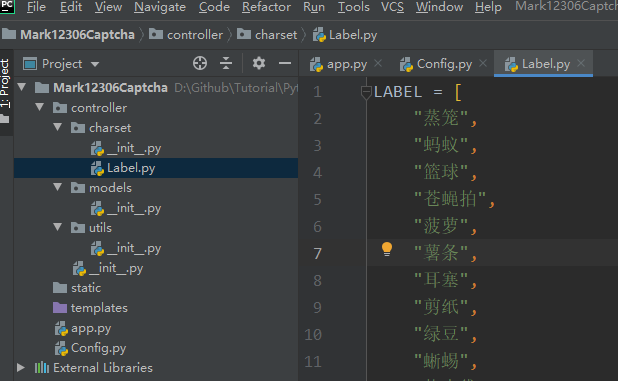 PC File Edit View Navigate Code Refactor Run Tools VCS Window Help Mark12306Captcha
Mark12306Captcha controller charset Label.py
1: Project
Project
app.py Config.py Label.py
Mark12306Captcha D:\Github\Tutorial\Pyt
controller
charset
__init__.py
Label.py
models
__init__.py
utils
__init__.py
__init__.py
static
templates
app.py
Config.py
External Libraries
1 LABEL = [
2 "蒸笼",
3 "蚂蚁",
4 "篮球",
5 "苍蝇拍",
6 "菠萝",
7 "薯条",
8 "耳塞",
9 "剪纸",
10 "绿豆",
11 "蜥蜴",